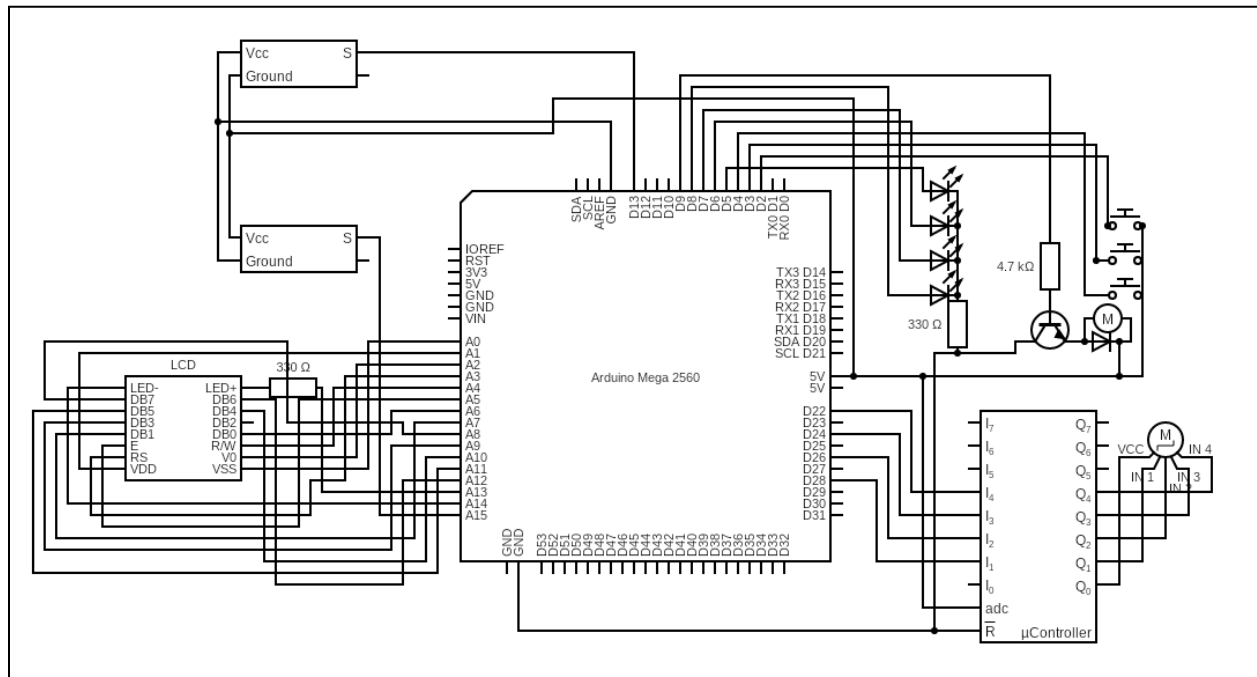 Vcc S
Ground
Vcc S
Ground
SDA
SCL
AREF
GND
D13
D12
D11
D10
D9
D8
D7
D6
D5
D4
D3
D2
TX0 D1
RX0 D0
IOREF
RST
3V3
5V
GND
GND
VIN
A0
A1
A2
A3
A4
A5
A6
A7
A8
A9
A10
A11
A12
A13
A14
A15
Arduino Mega 2560
TX3 D14
RX3 D15
TX2 D16
RX2 D17
TX1 D18
RX1 D19
SDA D20
SCL D21
5V
5V
D22
D23
D24
D25
D26
D27
D28
D29
D30
D31
GND
GND
D53
D52
D51
D50
D49
D48
D47
D46
D45
D44
D43
D42
D41
D40
D39
D38
D37
D36
D35
D34
D33
D32
LCD
330 Ω
LED- LED+
DB7 DB6
DB5 DB4
DB3 DB2
DB1 DB0
E R/W
RS V0
VDD VSS
330 Ω
4.7 kΩ
M
I7 Q7
I6 Q6
I5 Q5
I4 Q4
I3 Q3
I2 Q2
I1 Q1
I0 Q0
adc
R µController
M
VCC IN 4
IN 1 IN 3